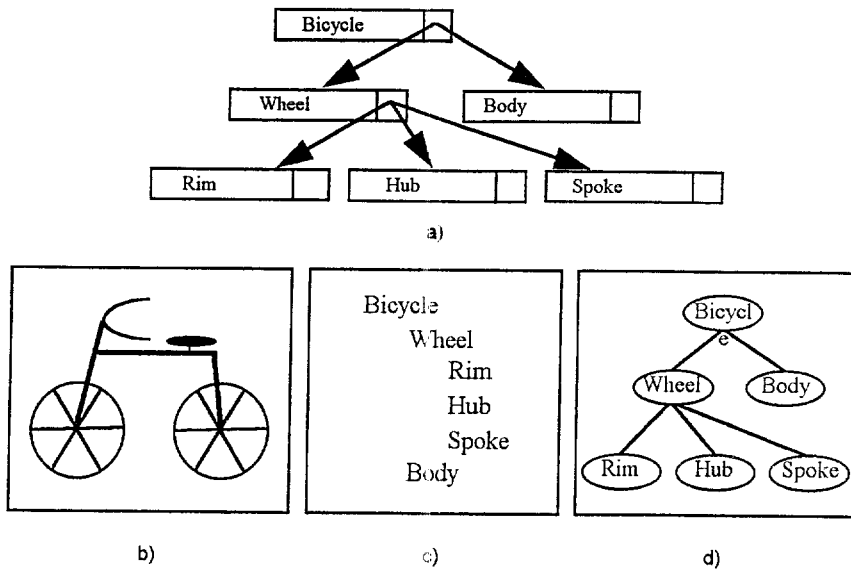 Bicycle
Wheel Body
Rim Hub Spoke
a)
Bicycle
Wheel
Rim
Hub
Spoke
Body
Bicycl
e
Wheel Body
Rim Hub Spoke
b) c) d)